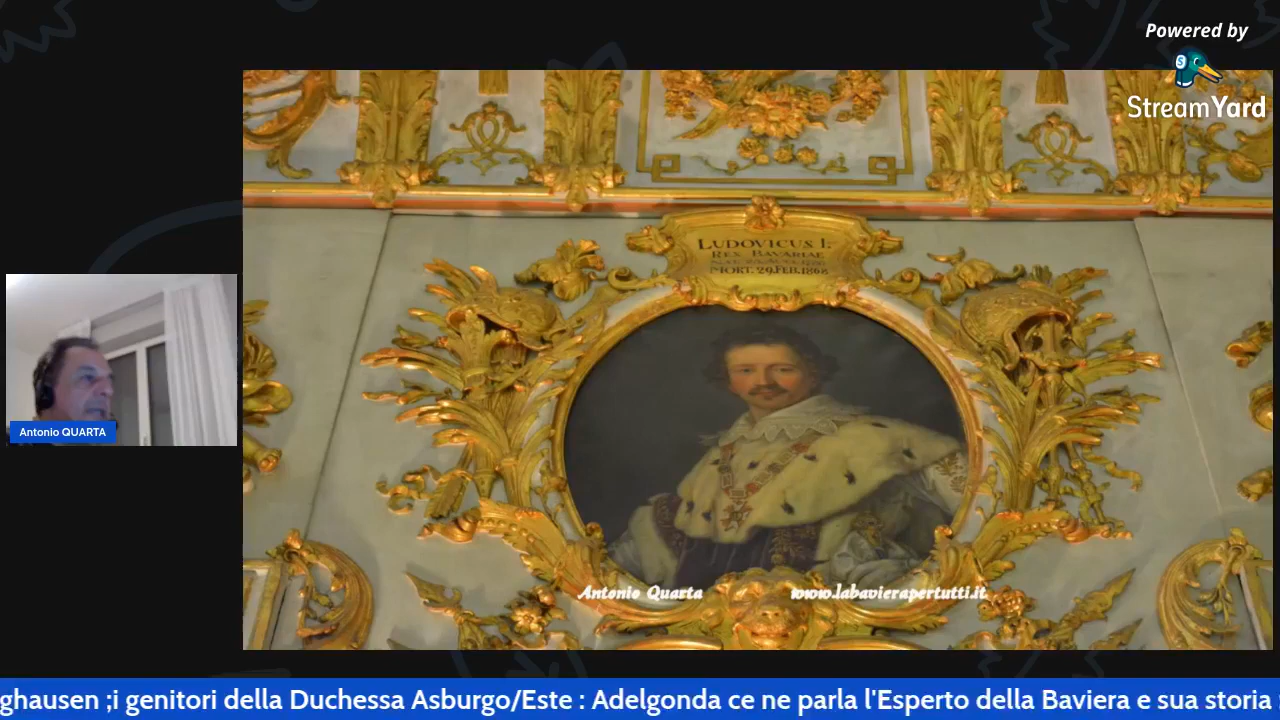 Powered by
StreamYard
LUDOVICUS I.
REX BAVARIAE
MORT. 29.FEB.1868
Antonio QUARTA
Antonio Quarta
www.labavierapertutti.it
ghausen ;i genitori della Duchessa Asburgo/Este : Adelgonda ce ne parla l'Esperto della Baviera e sua storia